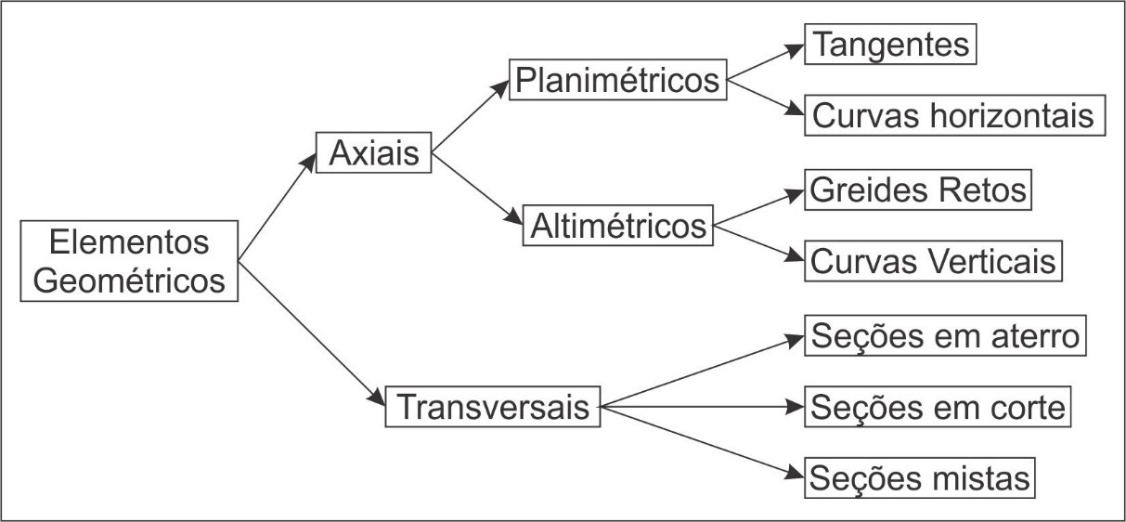 Elementos
Geométricos
Axiais
Planimétricos
Tangentes
Curvas horizontais
Altimétricos
Greides Retos
Curvas Verticais
Transversais
Seções em aterro
Seções em corte
Seções mistas